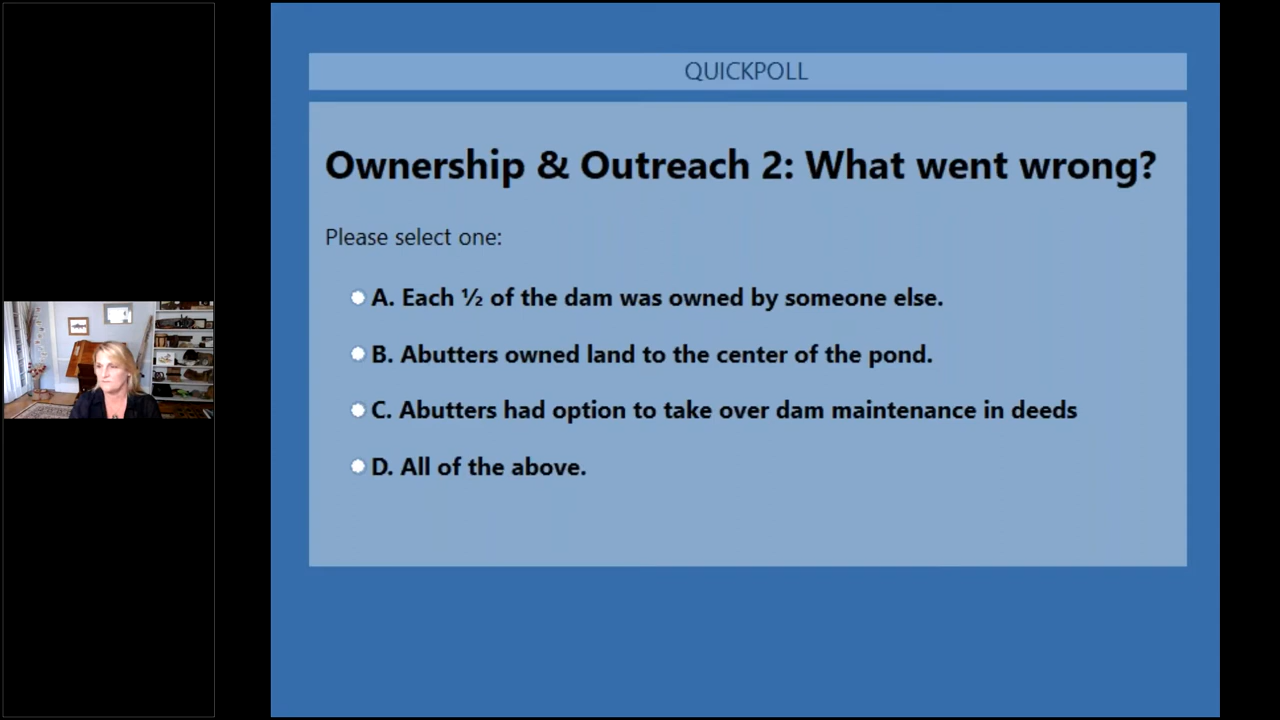 QUICKPOLL
Ownership & Outreach 2: What went wrong?
Please select one:
A. Each ½ of the dam was owned by someone else.
B. Abutters owned land to the center of the pond.
C. Abutters had option to take over dam maintenance in deeds
D. All of the above.